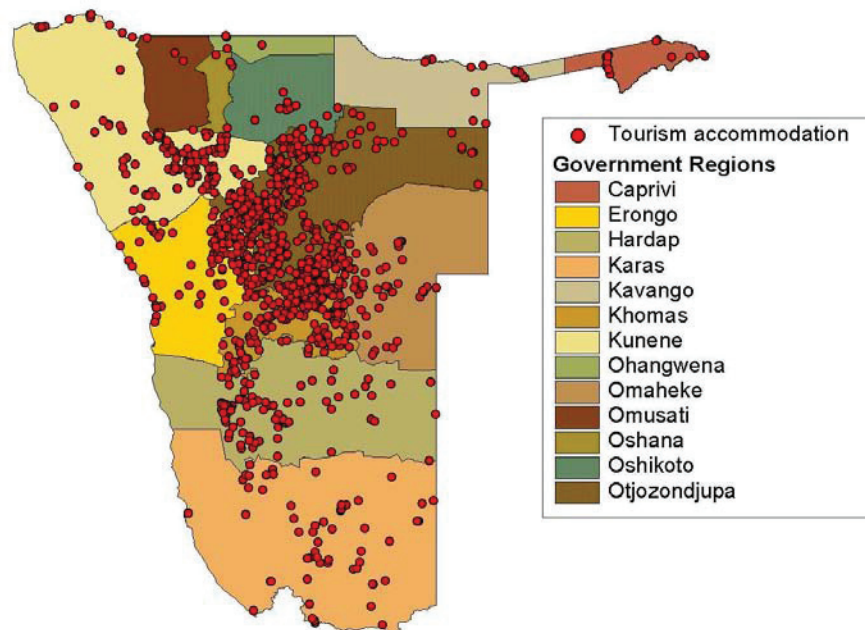 Tourism accommodation
Government Regions
Caprivi
Erongo
Hardap
Karas
Kavango
Khomas
Kunene
Ohangwena
Omaheke
Omusati
Oshana
Oshikoto
Otjozondjupa